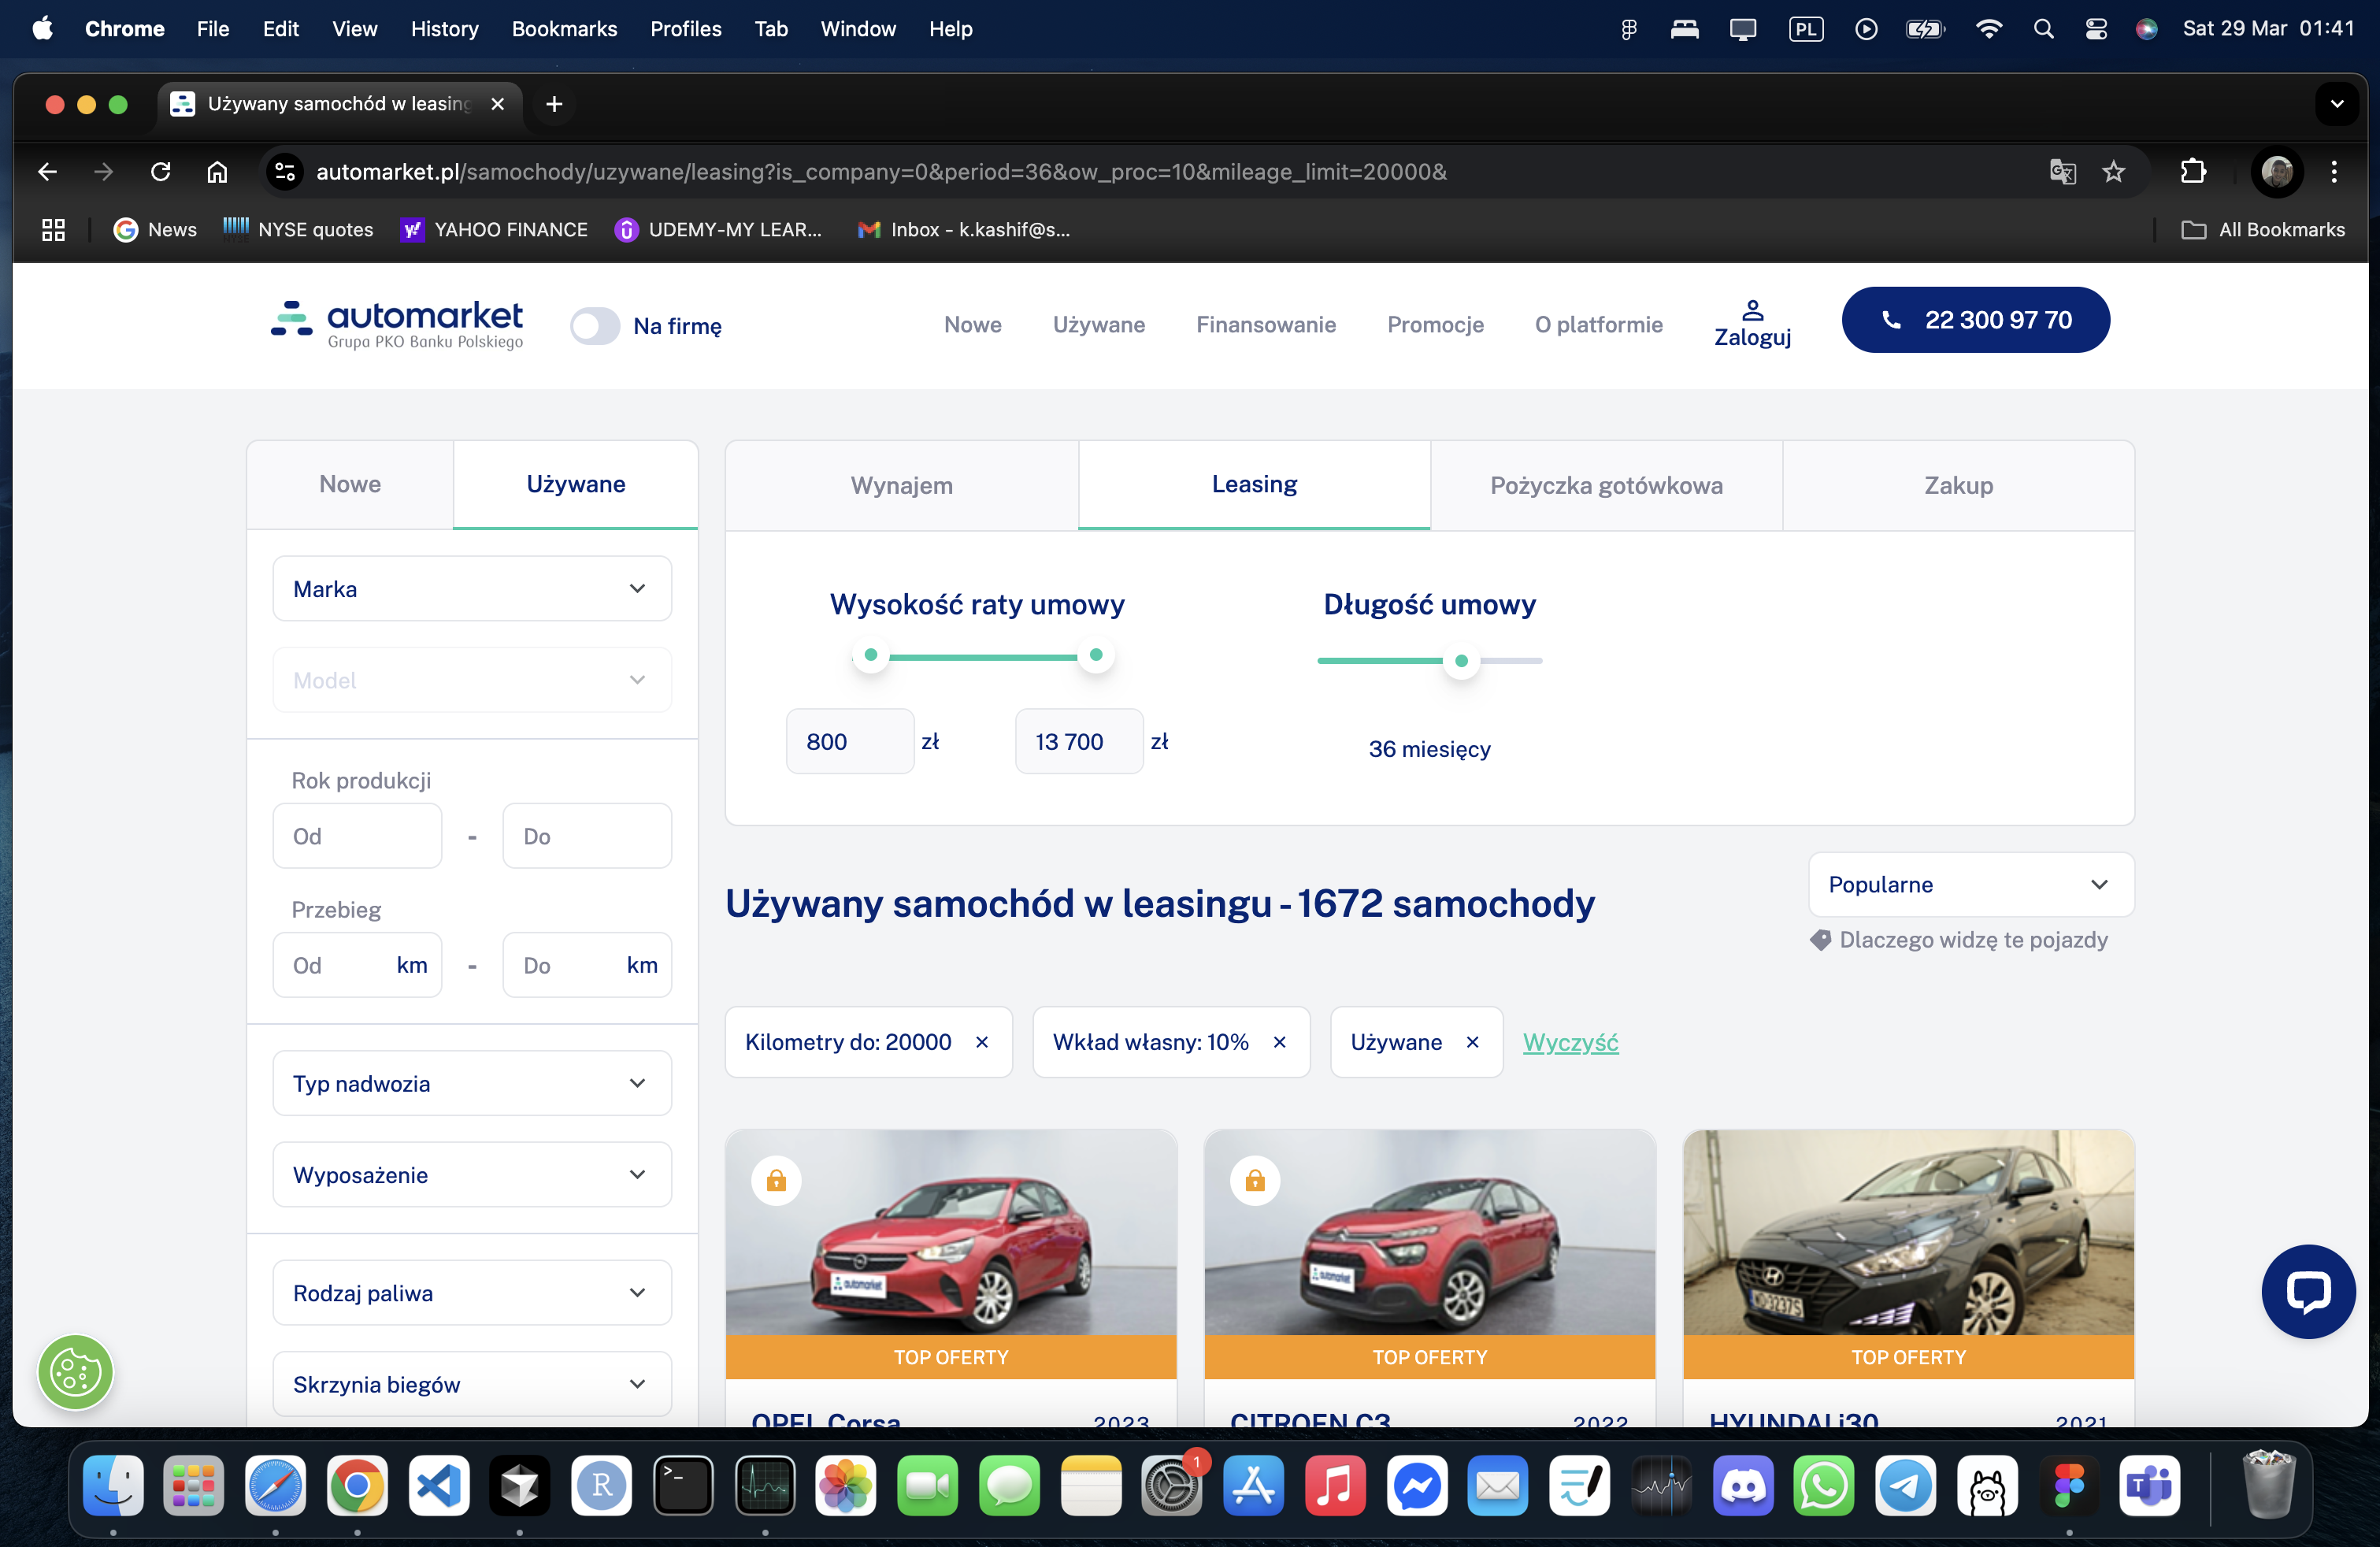 Chrome File Edit View History Bookmarks Profiles Tab Window Help PL Sat 29 Mar 01:41
Używany samochód w leasing
automarket.pl/samochody/uzywane/leasing?is_company=0&period=36&ow_proc=10&mileage_limit=20000&
News NYSE quotes YAHOO FINANCE UDEMY-MY LEAR... Inbox - k.kashif@s... All Bookmarks
automarket
Grupa PKO Banku Polskiego
Na firmę
Nowe Używane Finansowanie Promocje O platformie Zaloguj 22 300 97 70
Nowe Używane
Marka
Model
Rok produkcji
Od - Do
Przebieg
Od km - Do km
Typ nadwozia
Wyposażenie
Rodzaj paliwa
Skrzynia biegów
Wynajem Leasing Pożyczka gotówkowa Zakup
Wysokość raty umowy Długość umowy
800 zł 13 700 zł 36 miesięcy
Używany samochód w leasingu - 1672 samochody
Popularne
Dlaczego widzę te pojazdy
Kilometry do: 20000 Wkład własny: 10% Używane Wyczyść
automarket automarket
TOP OFERTY TOP OFERTY TOP OFERTY
OPEL Corsa 2023 CITROEN C3 2022 HYUNDAI i30 2021
1